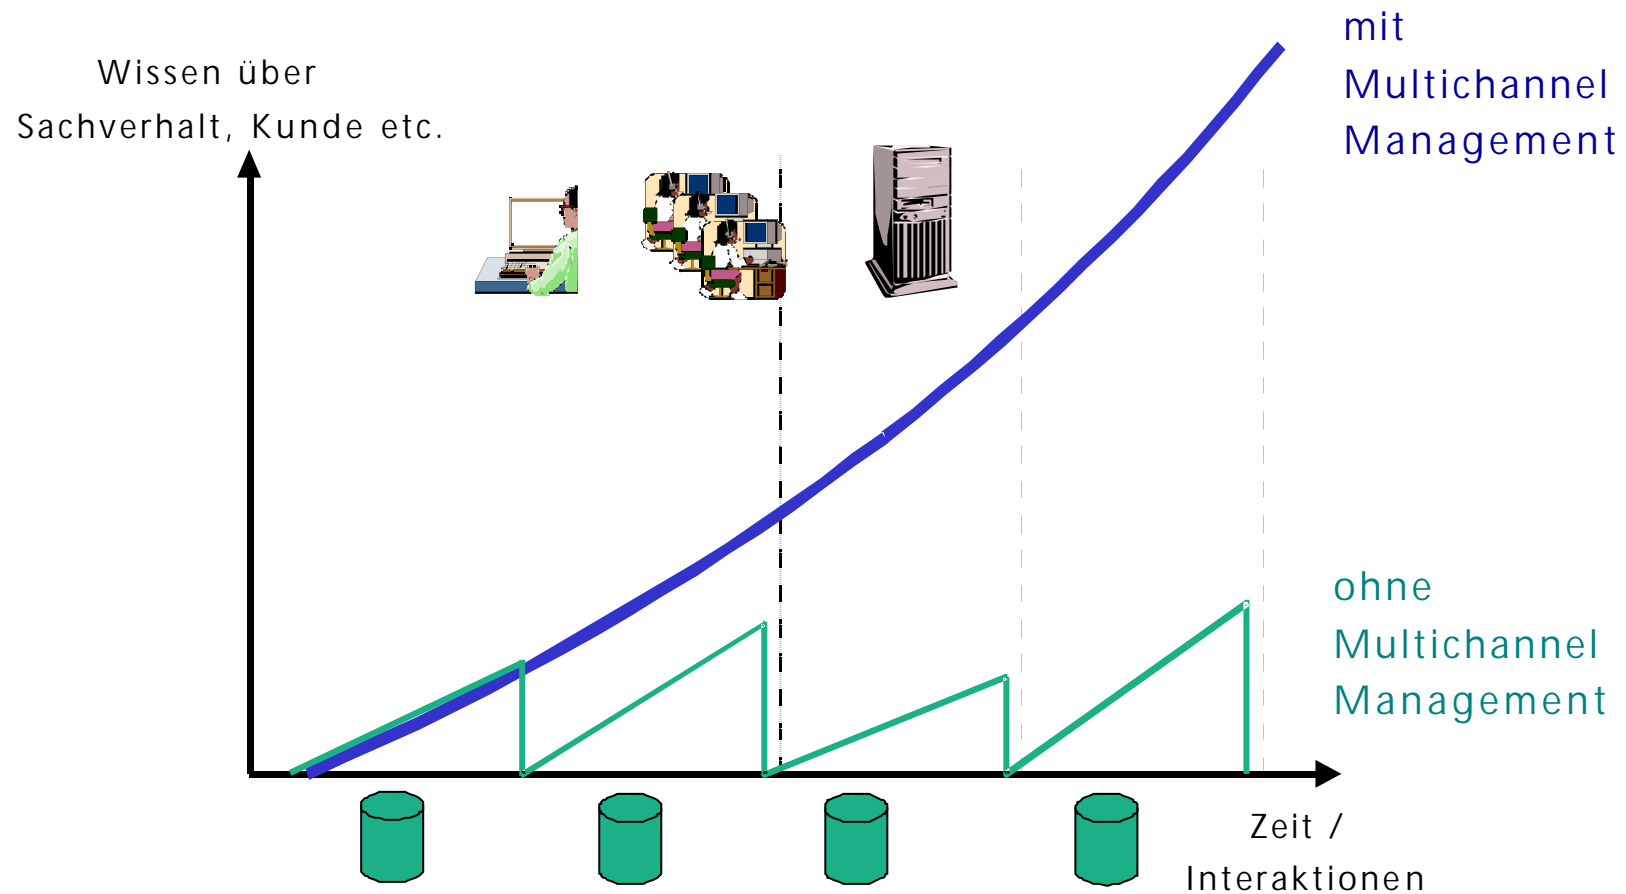 Wissen über
Sachverhalt, Kunde etc.
mit
Multichannel
Management
ohne
Multichannel
Management
Zeit /
Interaktionen